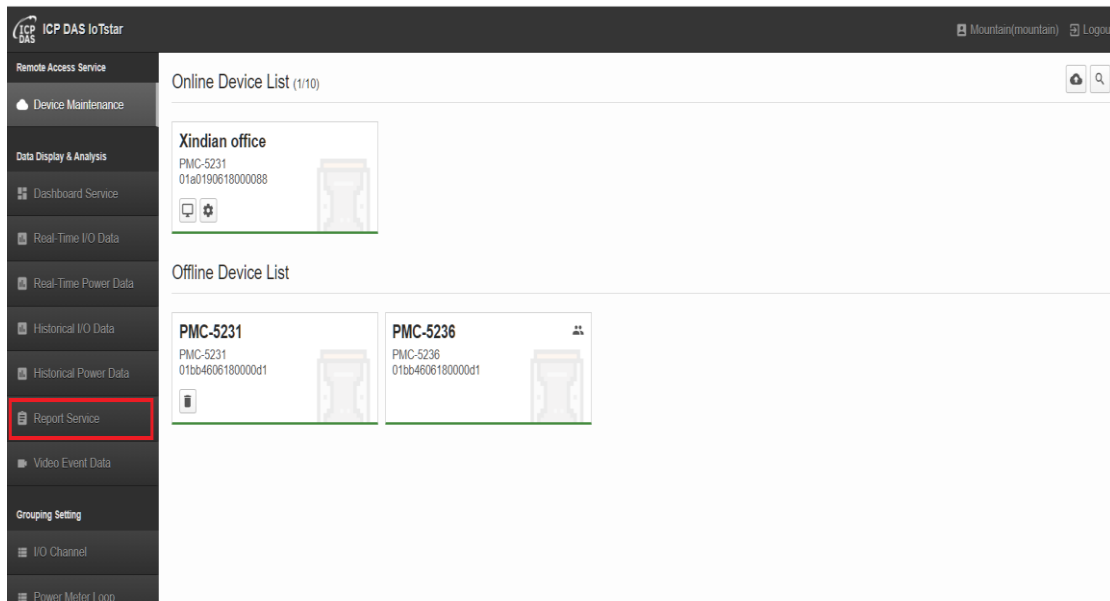 ICP DAS
ICP DAS IoTstar
Mountain(mountain)
Logou
Remote Access Service
Device Maintenance
Data Display & Analysis
Dashboard Service
Real-Time I/O Data
Real-Time Power Data
Historical I/O Data
Historical Power Data
Report Service
Video Event Data
Grouping Setting
I/O Channel
Power Meter Loop
Online Device List (1/10)
Xindian office
PMC-5231
01a0190618000088
Offline Device List
PMC-5231
PMC-5231
01bb4606180000d1
PMC-5236
PMC-5236
01bb4606180000d1